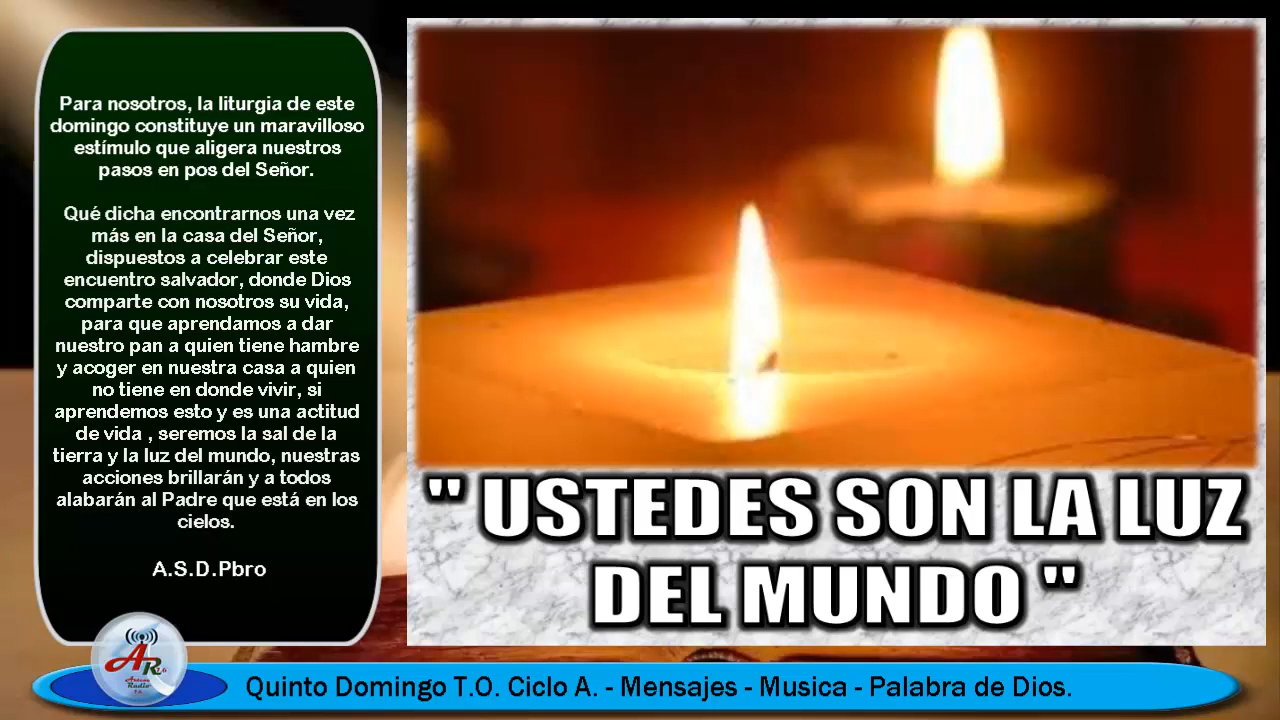 Para nosotros, la liturgia de este
domingo constituye un maravilloso
estímulo que aligera nuestros
pasos en pos del Señor.
Qué dicha encontrarnos una vez
más en la casa del Señor,
dispuestos a celebrar este
encuentro salvador, donde Dios
comparte con nosotros su vida,
para que aprendamos a dar
nuestro pan a quien tiene hambre
y acoger en nuestra casa a quien
no tiene en donde vivir, si
aprendemos esto y es una actitud
de vida , seremos la sal de la
tierra y la luz del mundo, nuestras
acciones brillarán y a todos
alabarán al Padre que está en los
cielos.
A.S.D.Pbro
" USTEDES SON LA LUZ
DEL MUNDO "
AR
Radio
Quinto Domingo T.O. Ciclo A. - Mensajes - Musica - Palabra de Dios.